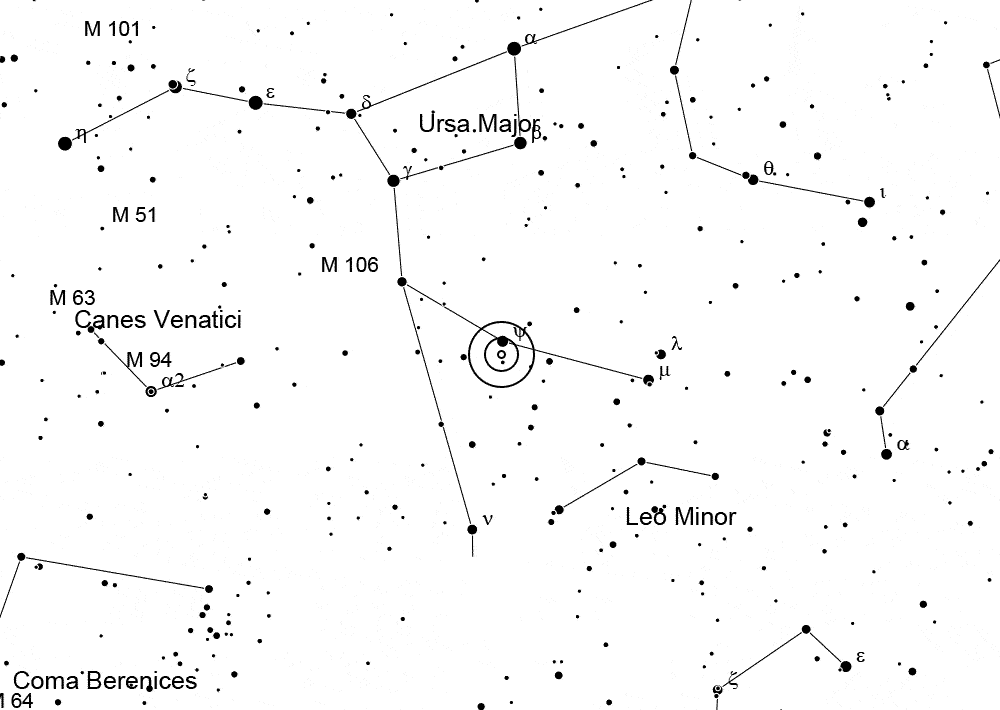 M 101
α
ζ
ε
δ
Ursa Major
η
β
γ
θ
ι
M 51
M 106
M 63
Canes Venatici
ψ
λ
M 94
μ
α2
α
ν
Leo Minor
ε
Coma Berenices
ζ
M 64